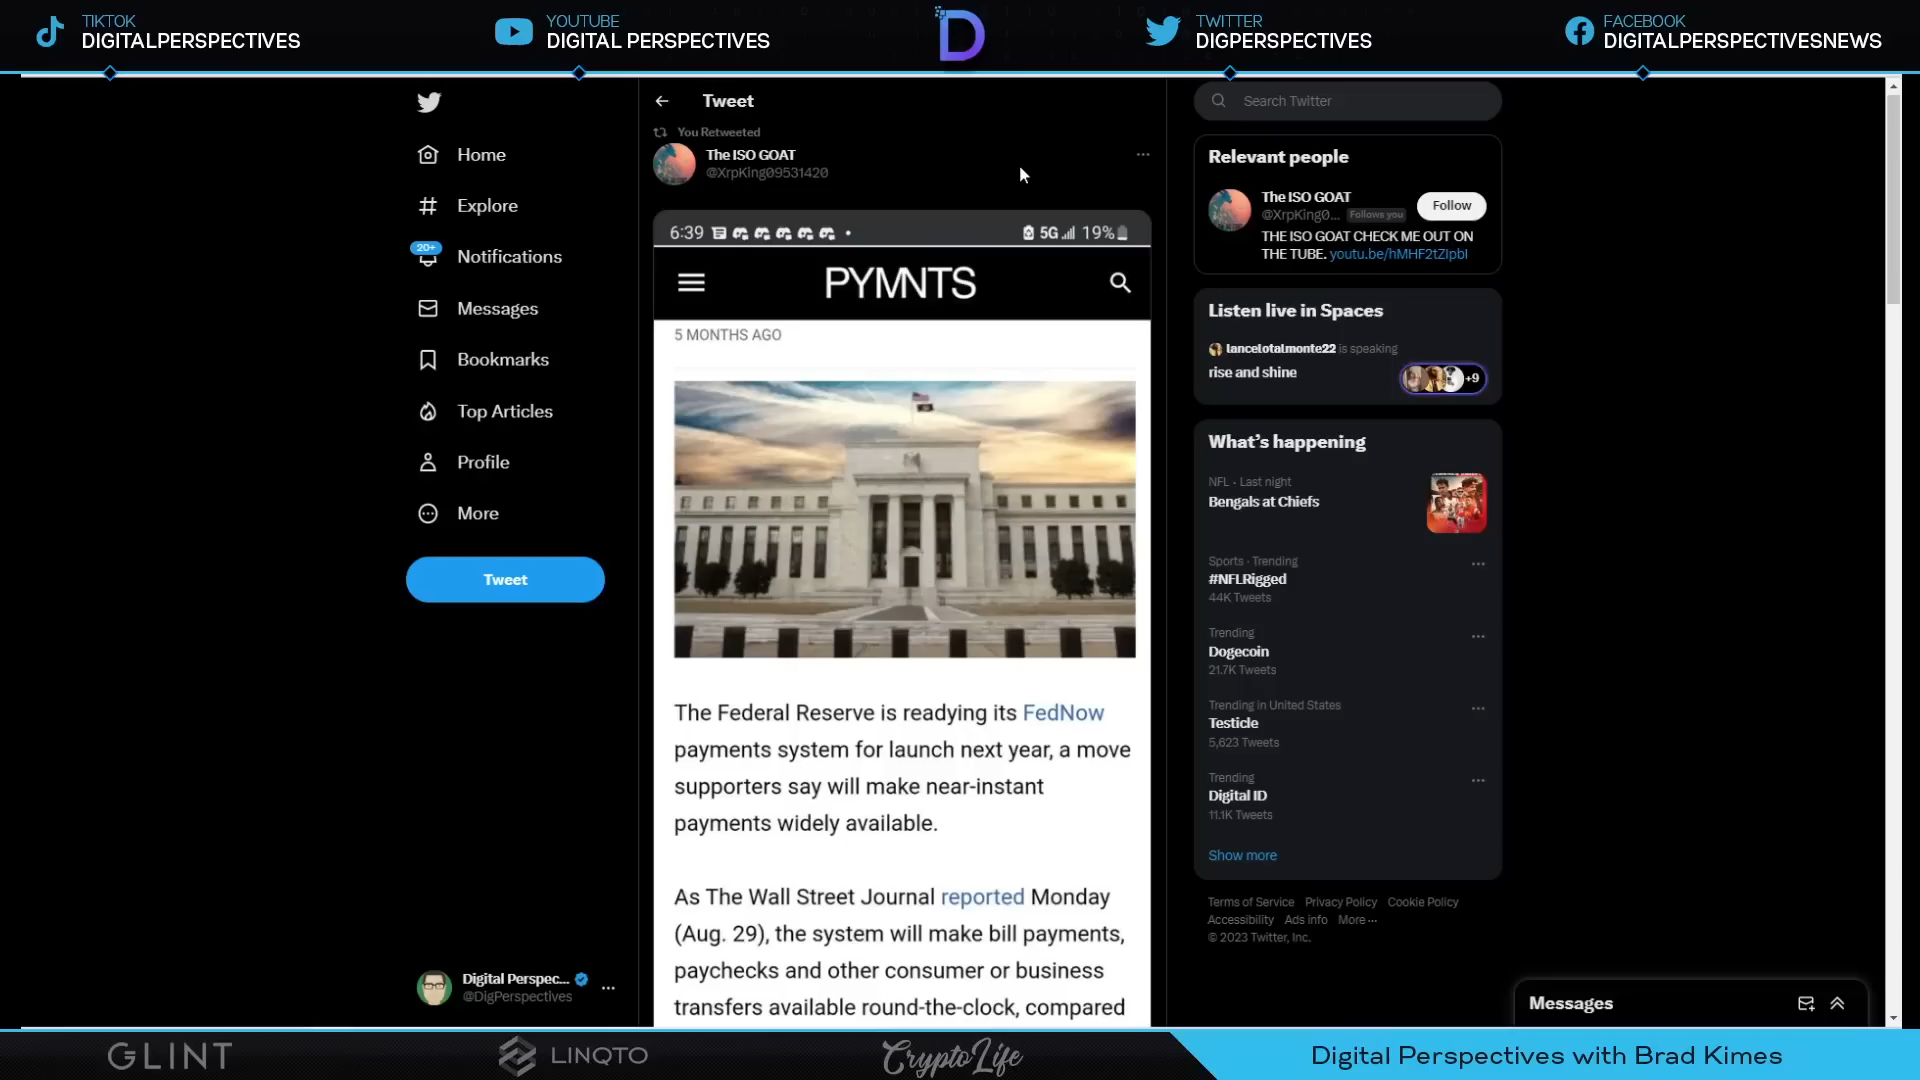 TIKTOK
DIGITALPERSPECTIVES
YOUTUBE
DIGITAL PERSPECTIVES
D
TWITTER
DIGPERSPECTIVES
FACEBOOK
DIGITALPERSPECTIVESNEWS
Home
Explore
20+
Notifications
Messages
Bookmarks
Top Articles
Profile
More
Tweet
Digital Perspec...
@DigPerspectives
Tweet
You Retweeted
The ISO GOAT
@XrpKing09531420
6:39 5G 19%
PYMNTS
5 MONTHS AGO
The Federal Reserve is readying its FedNow
payments system for launch next year, a move
supporters say will make near-instant
payments widely available.
As The Wall Street Journal reported Monday
(Aug. 29), the system will make bill payments,
paychecks and other consumer or business
transfers available round-the-clock, compared
Search Twitter
Relevant people
The ISO GOAT
@XrpKing0... Follows you
Follow
THE ISO GOAT CHECK ME OUT ON
THE TUBE. youtu.be/hMHF2tZlpbI
Listen live in Spaces
lancelotalmonte22 is speaking
rise and shine
+9
What's happening
NFL · Last night
Bengals at Chiefs
Sports · Trending
#NFLRigged
44K Tweets
Trending
Dogecoin
21.7K Tweets
Trending in United States
Testicle
5,623 Tweets
Trending
Digital ID
11.1K Tweets
Show more
Terms of Service Privacy Policy Cookie Policy
Accessibility Ads info More ···
© 2023 Twitter, Inc.
Messages
GLINT
LINQTO
CryptoLife
Digital Perspectives with Brad Kimes